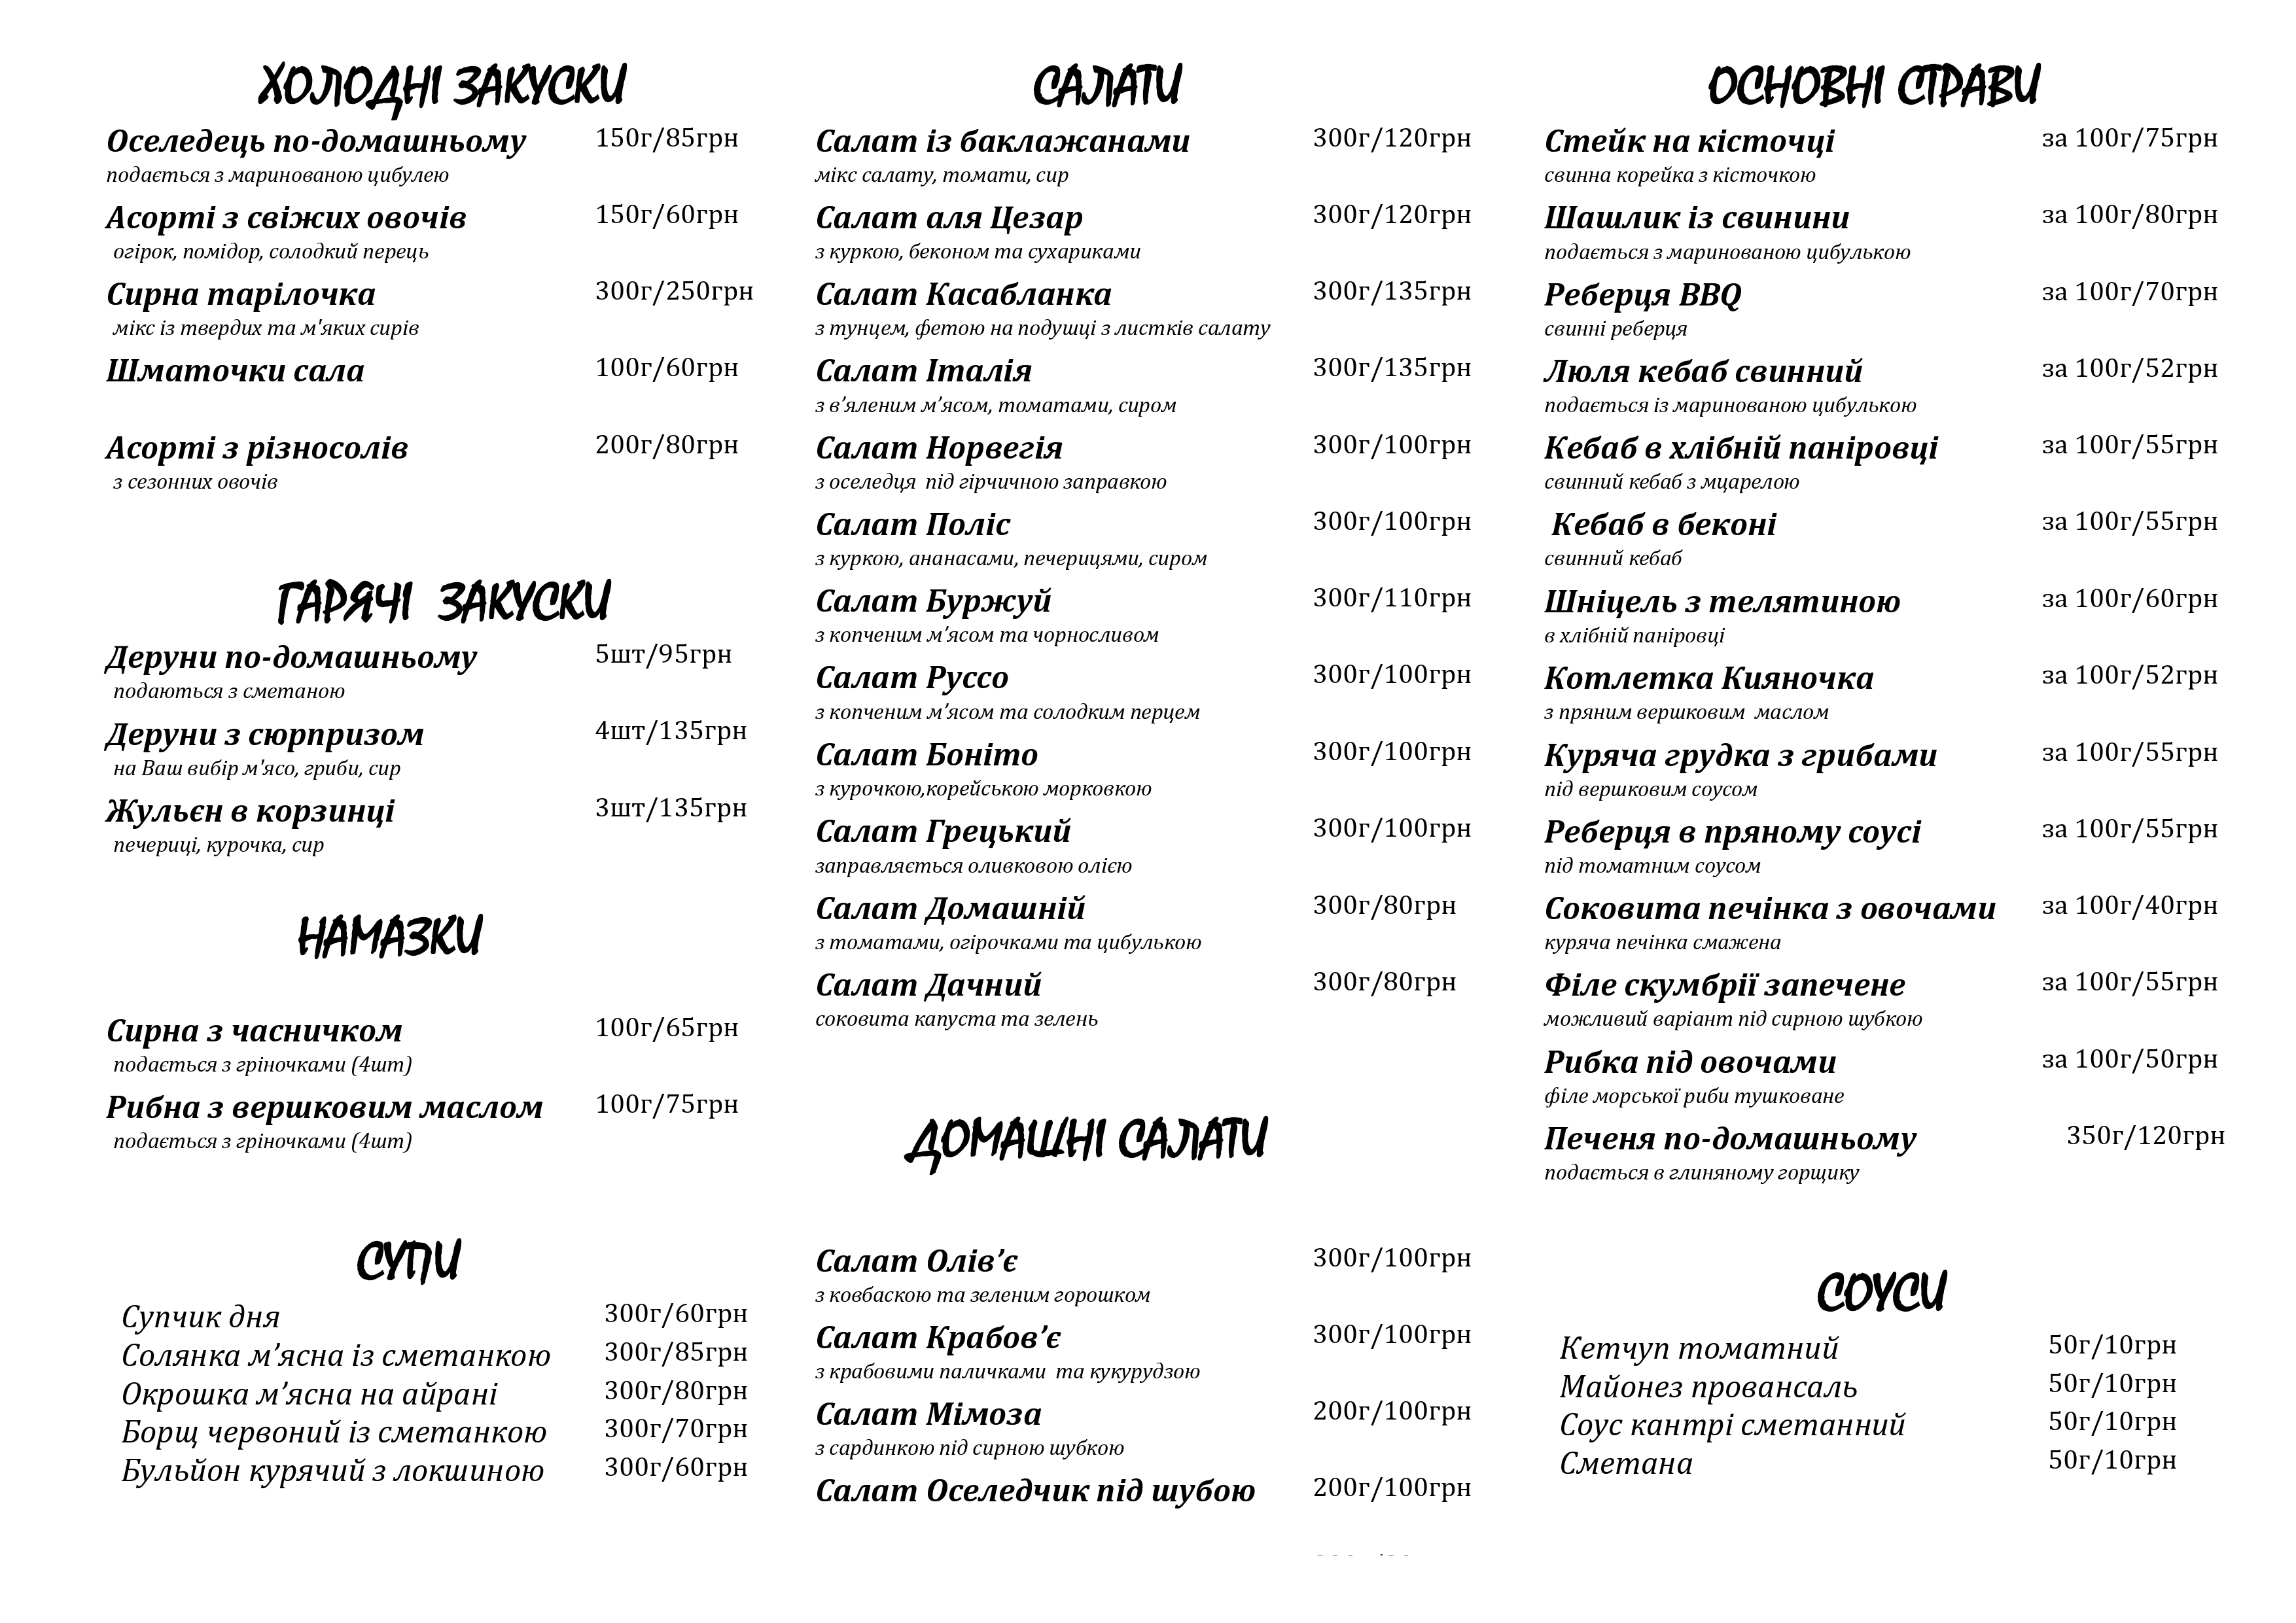 ХОЛОДНІ ЗАКУСКИ
Оселедець по-домашньому 150г/85грн
подається з маринованою цибулею
Асорті з свіжих овочів 150г/60грн
огірок, помідор, солодкий перець
Сирна тарілочка 300г/250грн
мікс із твердих та м'яких сирів
Шматочки сала 100г/60грн
Асорті з різносолів 200г/80грн
з сезонних овочів
ГАРЯЧІ ЗАКУСКИ
Деруни по-домашньому 5шт/95грн
подаються з сметаною
Деруни з сюрпризом 4шт/135грн
на Ваш вибір м'ясо, гриби, сир
Жульєн в корзинці 3шт/135грн
печериці, курочка, сир
НАМАЗКИ
Сирна з часничком 100г/65грн
подається з гріночками (4шт)
Рибна з вершковим маслом 100г/75грн
подається з гріночками (4шт)
СУПИ
Супчик дня 300г/60грн
Солянка м’ясна із сметанкою 300г/85грн
Окрошка м’ясна на айрані 300г/80грн
Борщ червоний із сметанкою 300г/70грн
Бульйон курячий з локшиною 300г/60грн
САЛАТИ
Салат із баклажанами 300г/120грн
мікс салату, томати, сир
Салат аля Цезар 300г/120грн
з куркою, беконом та сухариками
Салат Касабланка 300г/135грн
з тунцем, фетою на подушці з листків салату
Салат Італія 300г/135грн
з в’яленим м’ясом, томатами, сиром
Салат Норвегія 300г/100грн
з оселедця під гірчичною заправкою
Салат Поліс 300г/100грн
з куркою, ананасами, печерицями, сиром
Салат Буржуй 300г/110грн
з копченим м’ясом та чорносливом
Салат Руссо 300г/100грн
з копченим м’ясом та солодким перцем
Салат Боніто 300г/100грн
з курочкою,корейською морковкою
Салат Грецький 300г/100грн
заправляється оливковою олією
Салат Домашній 300г/80грн
з томатами, огірочками та цибулькою
Салат Дачний 300г/80грн
соковита капуста та зелень
ДОМАШНІ САЛАТИ
Салат Олів’є 300г/100грн
з ковбаскою та зеленим горошком
Салат Крабов’є 300г/100грн
з крабовими паличками та кукурудзою
Салат Мімоза 200г/100грн
з сардинкою під сирною шубкою
Салат Оселедчик під шубою 200г/100грн
ОСНОВНІ СТРАВИ
Стейк на кісточці за 100г/75грн
свинна корейка з кісточкою
Шашлик із свинини за 100г/80грн
подається з маринованою цибулькою
Реберця BBQ за 100г/70грн
свинні реберця
Люля кебаб свинний за 100г/52грн
подається із маринованою цибулькою
Кебаб в хлібній паніровці за 100г/55грн
свинний кебаб з мцарелою
Кебаб в беконі за 100г/55грн
свинний кебаб
Шніцель з телятиною за 100г/60грн
в хлібній паніровці
Котлетка Кияночка за 100г/52грн
з пряним вершковим маслом
Куряча грудка з грибами за 100г/55грн
під вершковим соусом
Реберця в пряному соусі за 100г/55грн
під томатним соусом
Соковита печінка з овочами за 100г/40грн
куряча печінка смажена
Філе скумбрії запечене за 100г/55грн
можливий варіант під сирною шубкою
Рибка під овочами за 100г/50грн
філе морської риби тушковане
Печеня по-домашньому 350г/120грн
подається в глиняному горщику
СОУСИ
Кетчуп томатний 50г/10грн
Майонез провансаль 50г/10грн
Соус кантрі сметанний 50г/10грн
Сметана 50г/10грн